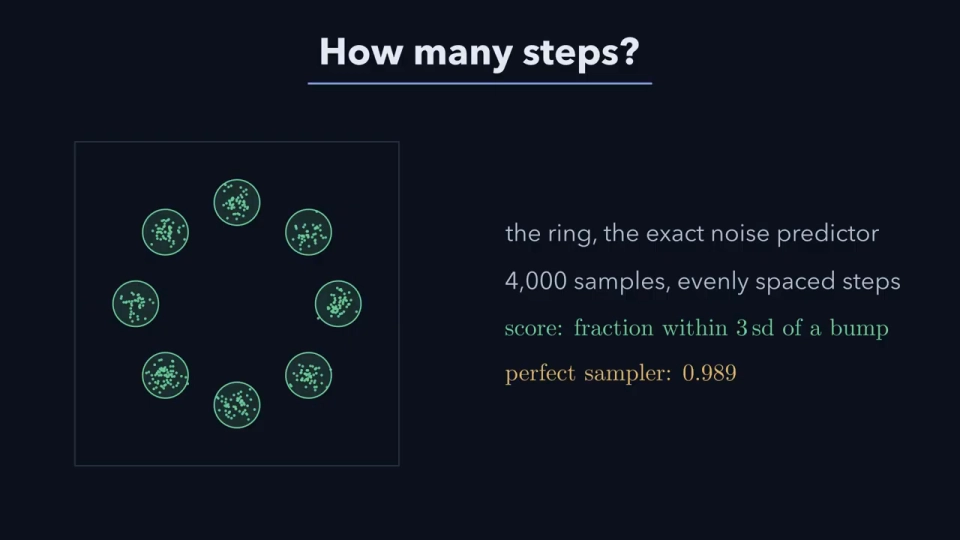 How many steps?
the ring, the exact noise predictor
4,000 samples, evenly spaced steps
score: fraction within 3 sd of a bump
perfect sampler: 0.989